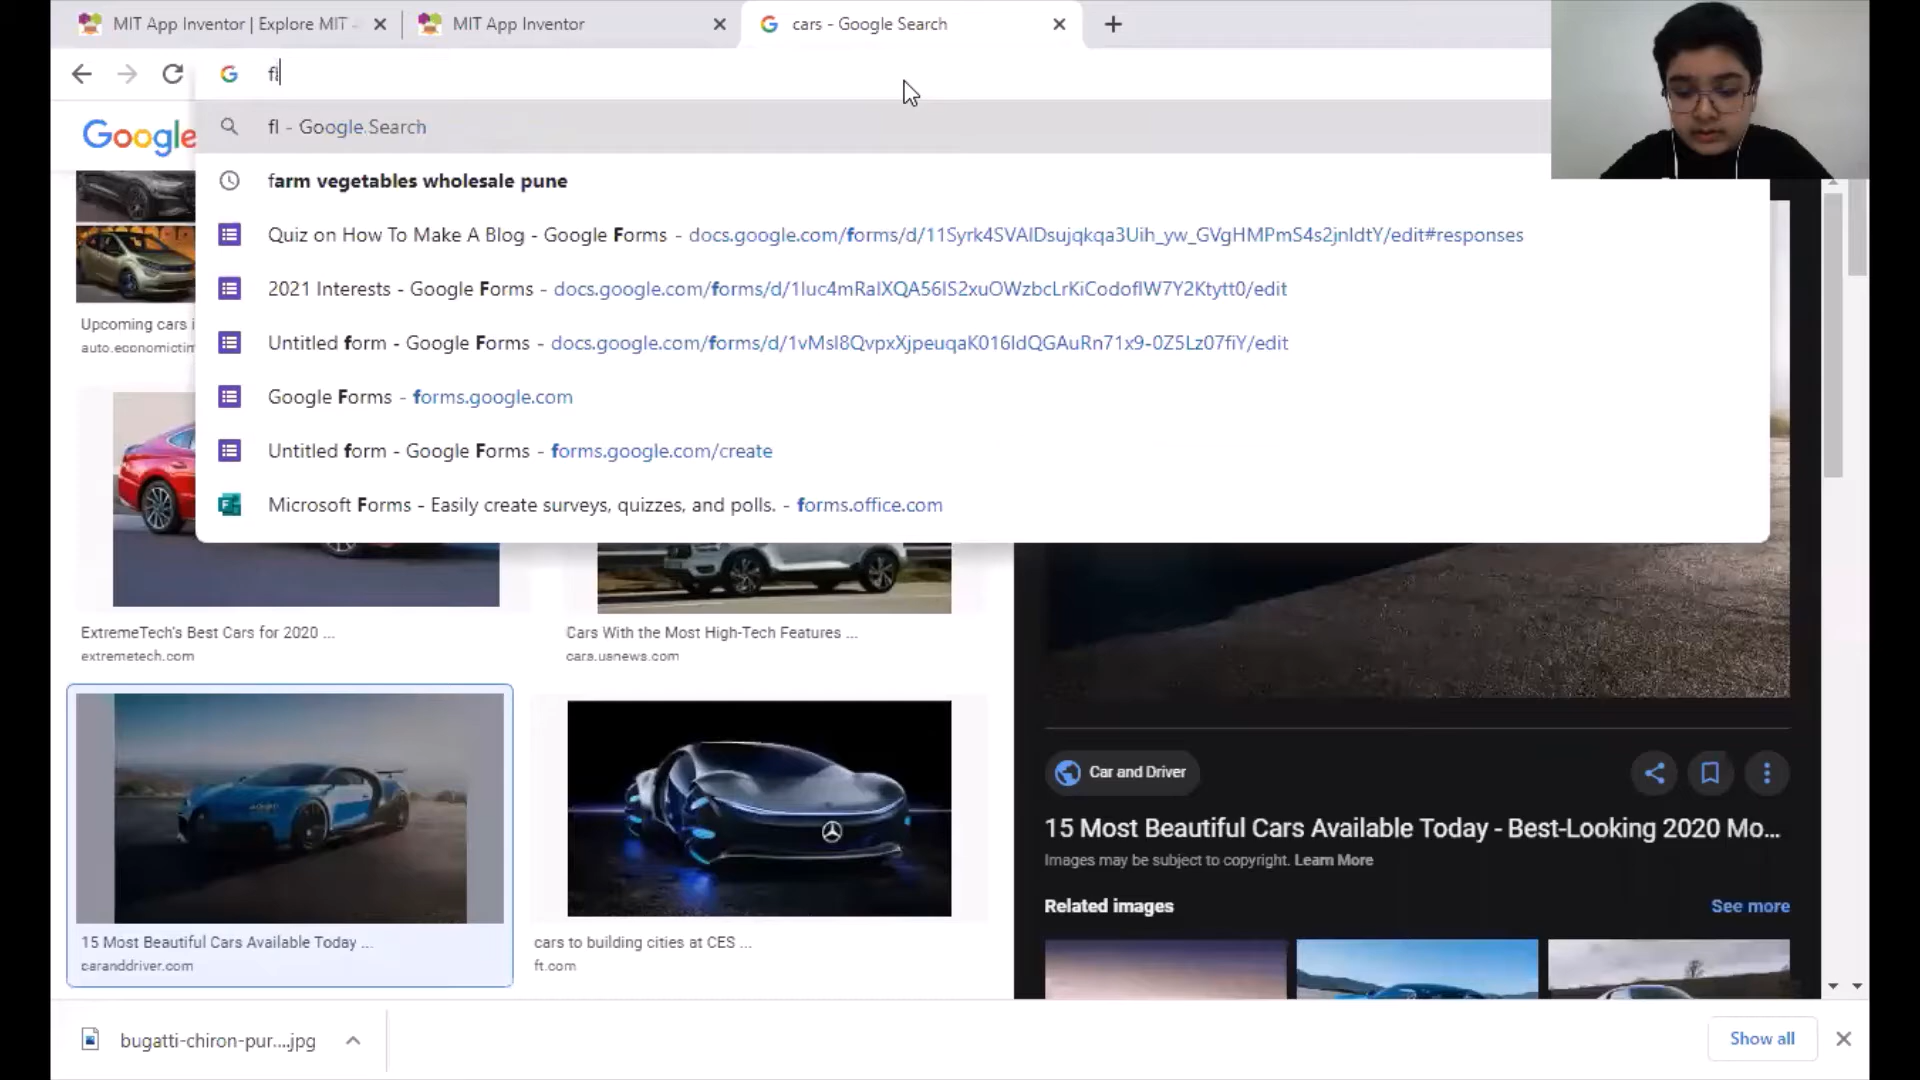 MIT App Inventor | Explore MIT
MIT App Inventor
cars - Google Search
fl
Google
fl - Google Search
farm vegetables wholesale pune
Quiz on How To Make A Blog - Google Forms - docs.google.com/forms/d/11Syrk4SVAlDsujqkqa3Uih_yw_GVgHMPmS4s2jnldtY/edit#responses
2021 Interests - Google Forms - docs.google.com/forms/d/1luc4mRalXQA56lS2xuOWzbcLrKiCodoflW7Y2Ktytt0/edit
Untitled form - Google Forms - docs.google.com/forms/d/1vMsl8QvpxXjpeuqaK016ldQGAuRn71x9-0Z5Lz07fiY/edit
Google Forms - forms.google.com
Untitled form - Google Forms - forms.google.com/create
Microsoft Forms - Easily create surveys, quizzes, and polls. - forms.office.com
Upcoming cars i
auto.economictim
ExtremeTech's Best Cars for 2020 ...
extremetech.com
Cars With the Most High-Tech Features ...
cars.usnews.com
15 Most Beautiful Cars Available Today ...
caranddriver.com
cars to building cities at CES ...
ft.com
Car and Driver
15 Most Beautiful Cars Available Today - Best-Looking 2020 Mo...
Images may be subject to copyright. Learn More
Related images
See more
bugatti-chiron-pur....jpg
Show all